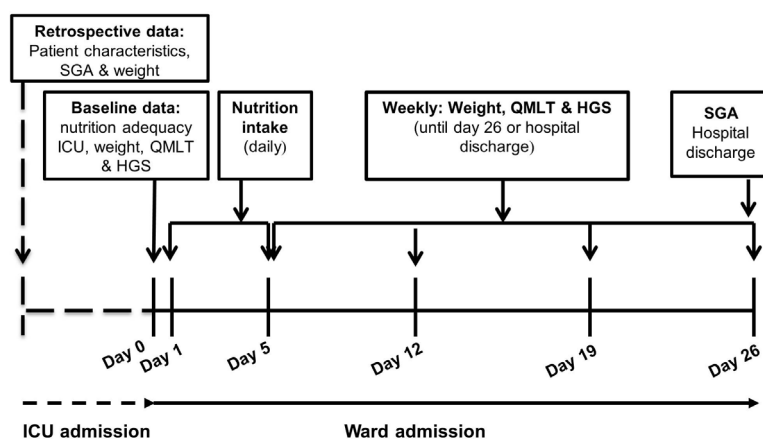 Retrospective data:
Patient characteristics,
SGA & weight
Baseline data:
nutrition adequacy
ICU, weight, QMLT
& HGS
Nutrition
intake
(daily)
Weekly: Weight, QMLT & HGS
(until day 26 or hospital
discharge)
SGA
Hospital
discharge
Day 0
Day 1
Day 5
Day 12
Day 19
Day 26
ICU admission
Ward admission